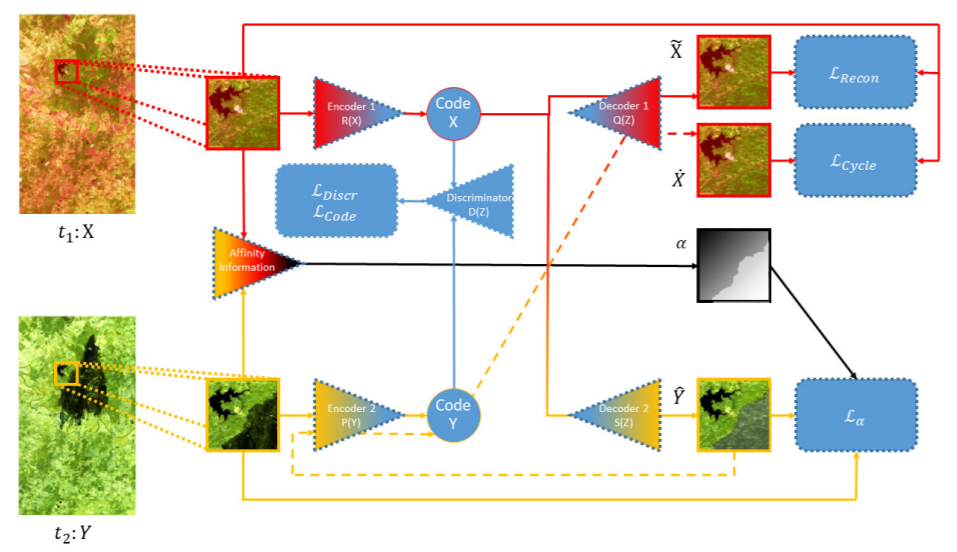 t₁: X
Encoder 1
R(X)
Code
X
Decoder 1
Q(Z)
X̃
ℒ_Recon
Ẋ
ℒ_Cycle
ℒ_Discr
ℒ_Code
Discriminator
D(Z)
Affinity
Information
α
t₂: Y
Encoder 2
P(Y)
Code
Y
Decoder 2
S(Z)
Ŷ
ℒ_α